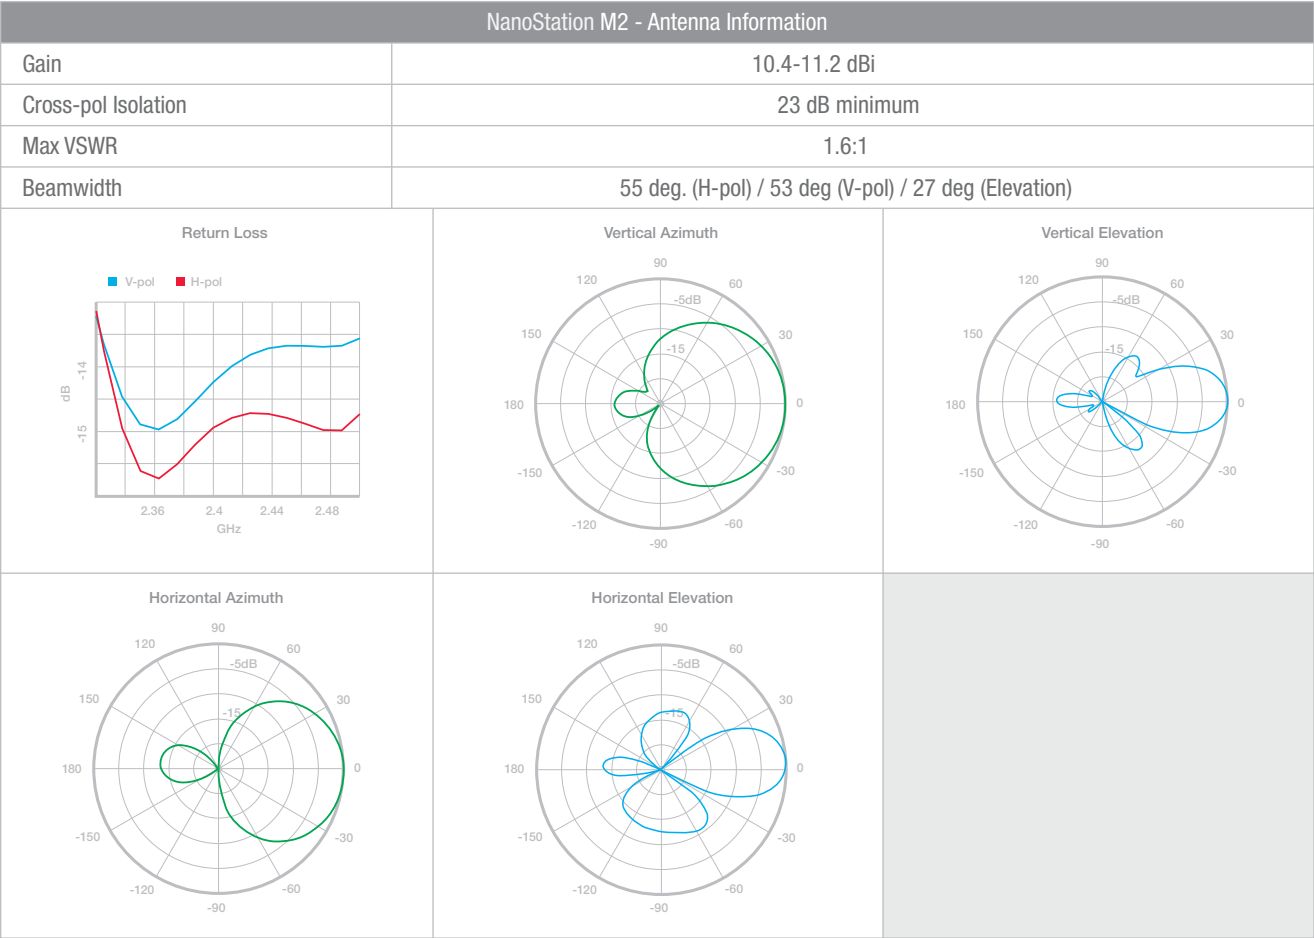 NanoStation M2 - Antenna Information
Gain 10.4-11.2 dBi
Cross-pol Isolation 23 dB minimum
Max VSWR 1.6:1
Beamwidth 55 deg. (H-pol) / 53 deg (V-pol) / 27 deg (Elevation)
Return Loss
V-pol H-pol
dB
-14
-15
2.36 2.4 2.44 2.48
GHz
Vertical Azimuth
90
120 60
-5dB
150 30
-15
180 0
-150 -30
-120 -60
-90
Vertical Elevation
90
120 60
-5dB
150 30
-15
180 0
-150 -30
-120 -60
-90
Horizontal Azimuth
90
120 60
-5dB
150 30
-15
180 0
-150 -30
-120 -60
-90
Horizontal Elevation
90
120 60
-5dB
150 30
-15
180 0
-150 -30
-120 -60
-90